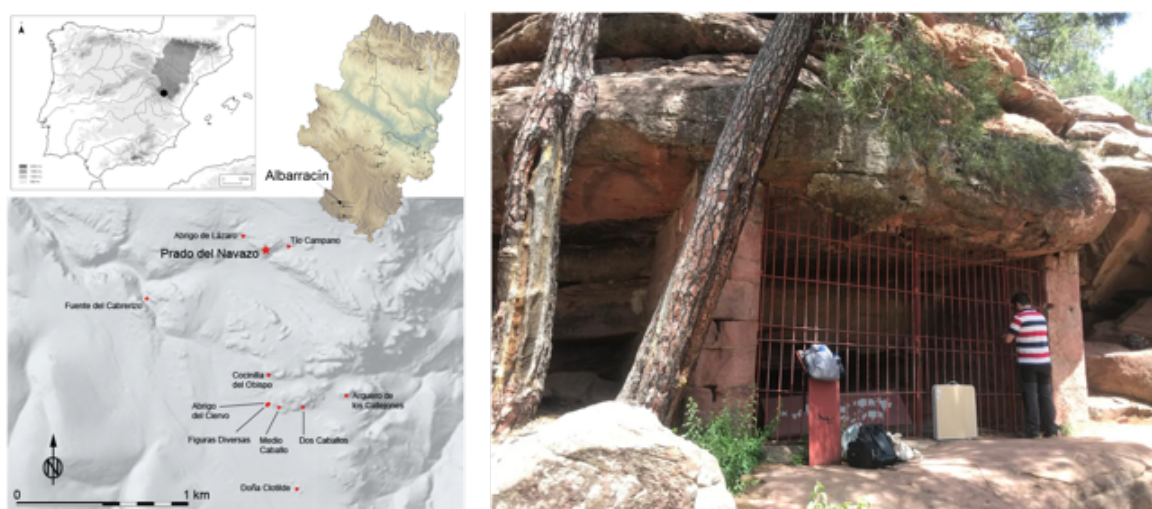 Albarracín
Abrigo de Lázaro
Tío Campano
Prado del Navazo
Fuente del Cabrerizo
Cocinilla
del Obispo
Arquero de
los Callejones
Abrigo
del Ciervo
Figuras Diversas
Medio
Caballo
Dos Caballos
Doña Clotilde
N
0
1 km